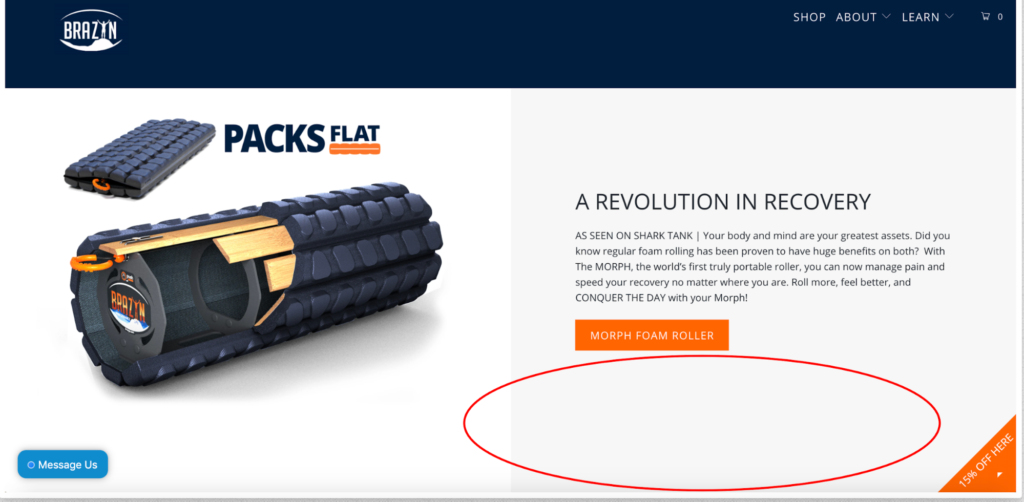 BRAZYN
SHOP ABOUT LEARN 0
PACKS FLAT
BRAZYN
A REVOLUTION IN RECOVERY
AS SEEN ON SHARK TANK | Your body and mind are your greatest assets. Did you
know regular foam rolling has been proven to have huge benefits on both?  With
The MORPH, the world's first truly portable roller, you can now manage pain and
speed your recovery no matter where you are. Roll more, feel better, and
CONQUER THE DAY with your Morph!
MORPH FOAM ROLLER
Message Us
15% OFF HERE